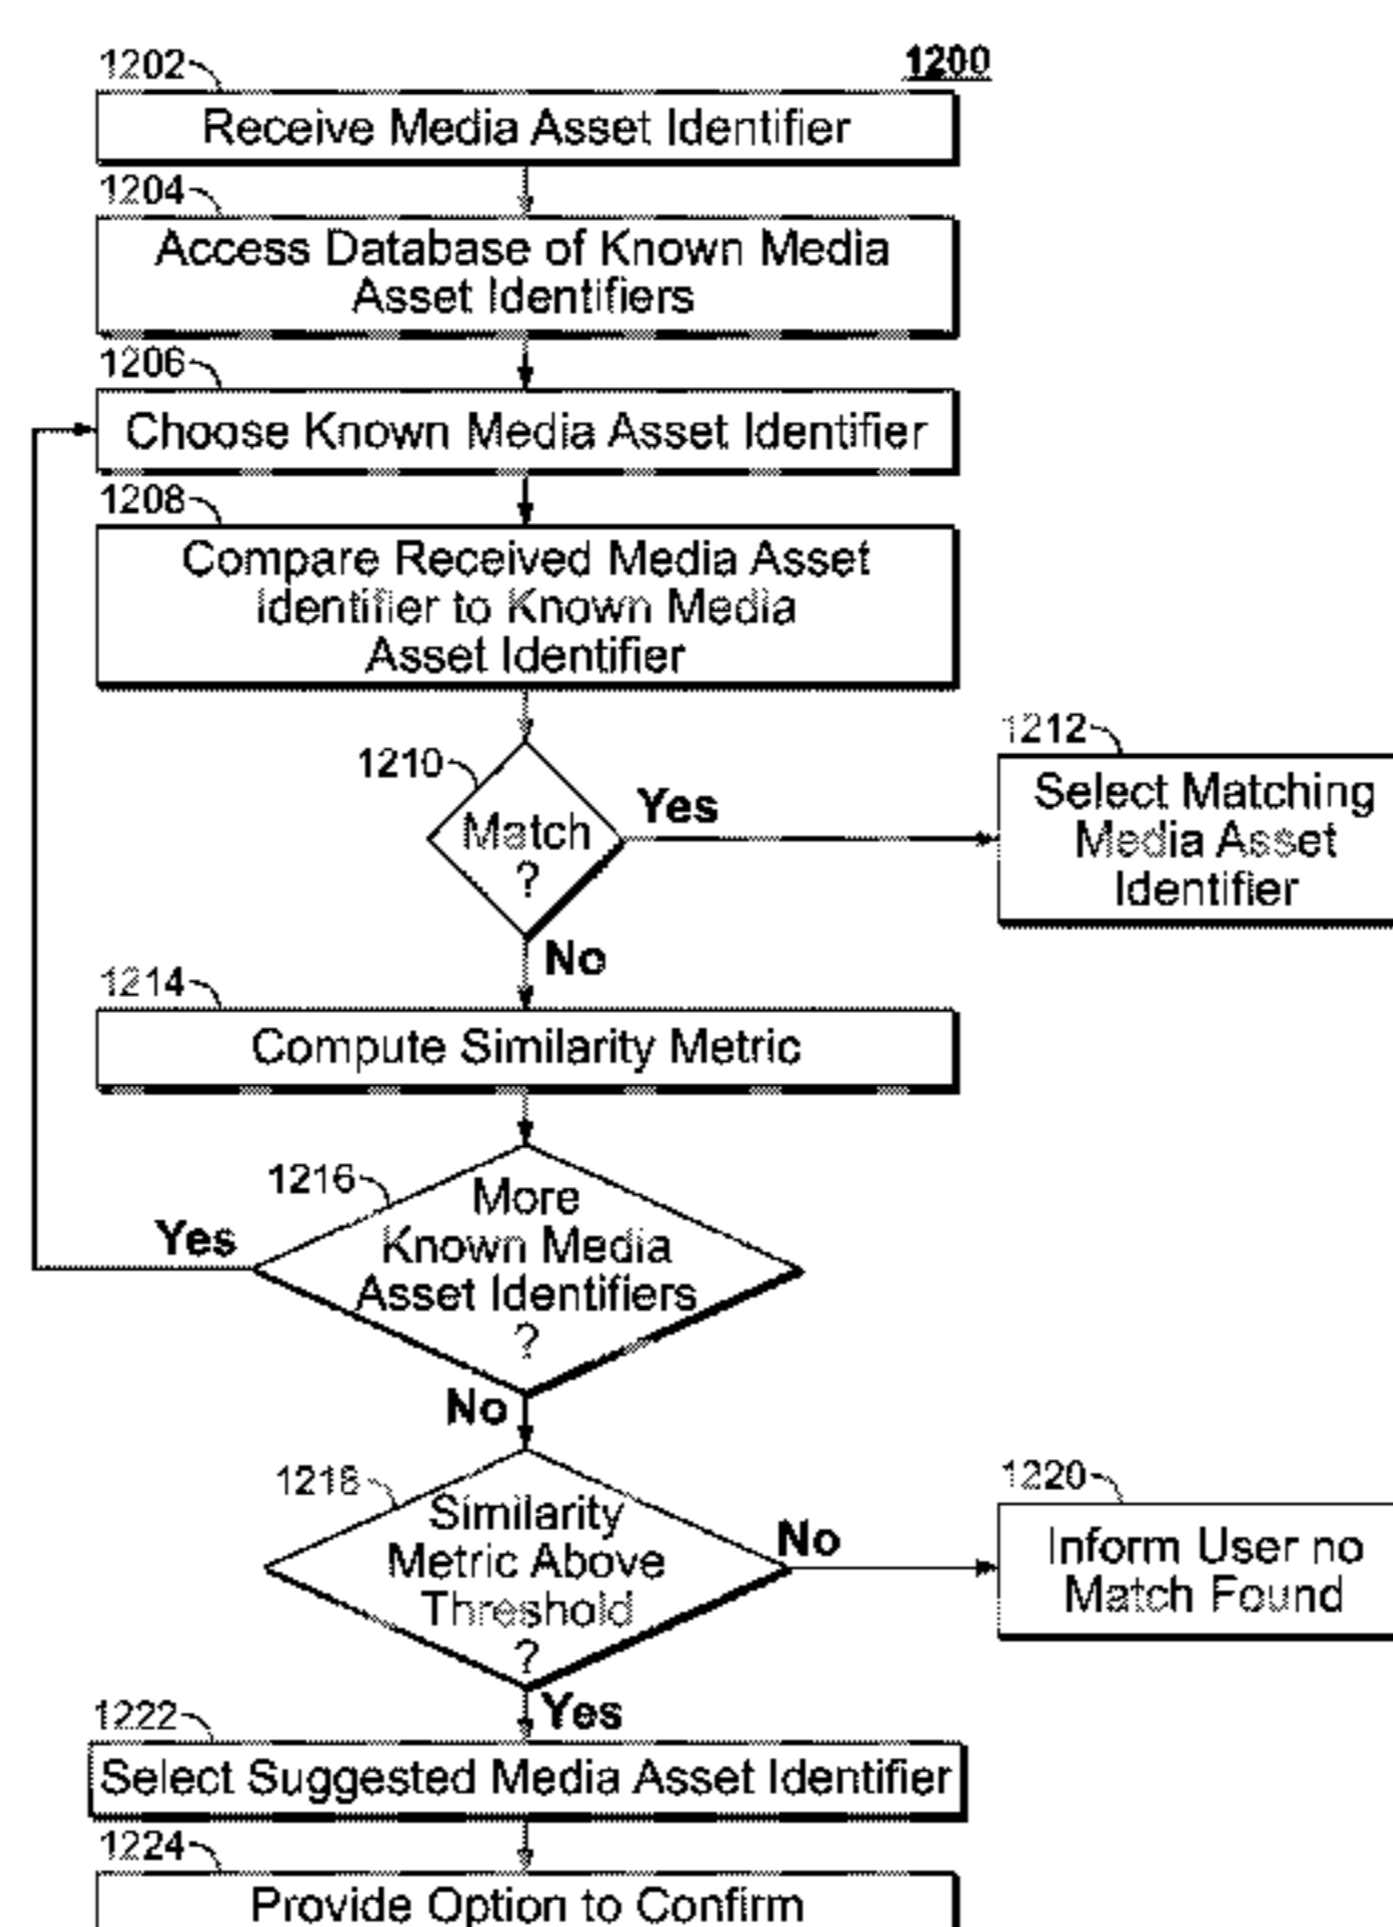 1200
1202
Receive Media Asset Identifier
1204
Access Database of Known Media
Asset Identifiers
1206
Choose Known Media Asset Identifier
1208
Compare Received Media Asset
Identifier to Known Media
Asset Identifier
1210
Match
?
Yes
1212
Select Matching
Media Asset
Identifier
No
1214
Compute Similarity Metric
1216
More
Known Media
Asset Identifiers
?
Yes
No
1218
Similarity
Metric Above
Threshold
?
No
1220
Inform User no
Match Found
Yes
1222
Select Suggested Media Asset Identifier
1224
Provide Option to Confirm